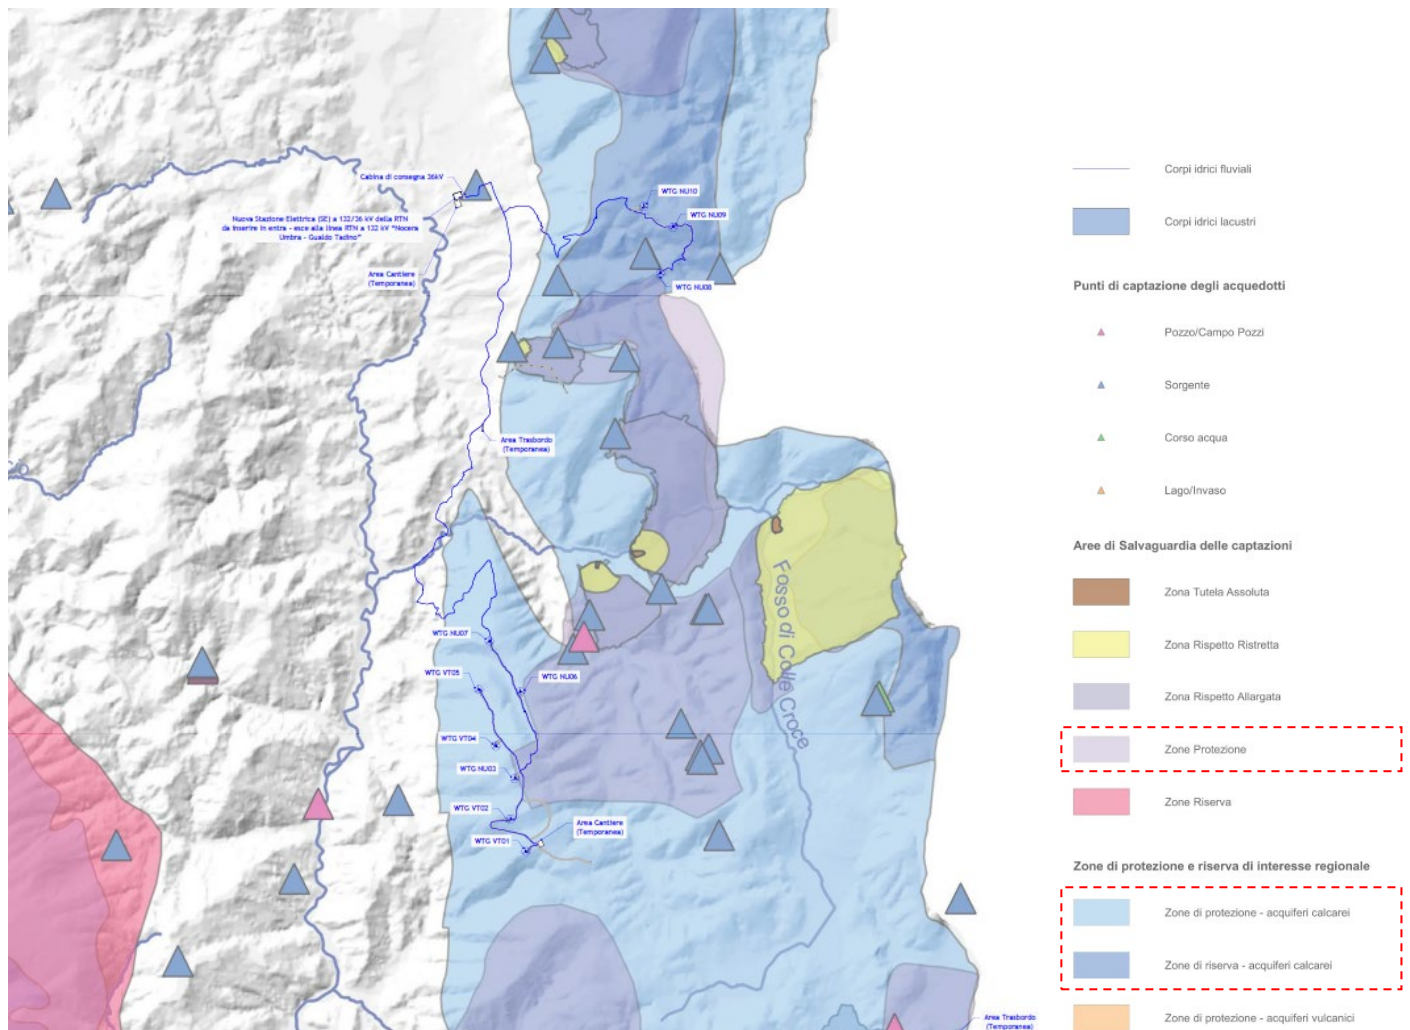 Cabina di consegna 36kV
Nuova Stazione Elettrica (SE) a 132/36 kV della RTN
da inserire in entra - esce alla linea RTN a 132 kV "Nocera
Umbra - Gualdo Tadino"
Area Cantiere
(Temporanea)
WTG NU10
WTG NU09
WTG NU08
Area Trasbordo
(Temporanea)
Fosso di Colle Croce
WTG NU07
WTG VT05
WTG NU06
WTG VT04
WTG NU03
WTG VT02
WTG VT01
Area Cantiere
(Temporanea)
Area Trasbordo
(Temporanea)
Corpi idrici fluviali
Corpi idrici lacustri
Punti di captazione degli acquedotti
Pozzo/Campo Pozzi
Sorgente
Corso acqua
Lago/Invaso
Aree di Salvaguardia delle captazioni
Zona Tutela Assoluta
Zona Rispetto Ristretta
Zona Rispetto Allargata
Zone Protezione
Zone Riserva
Zone di protezione e riserva di interesse regionale
Zone di protezione - acquiferi calcarei
Zone di riserva - acquiferi calcarei
Zone di protezione - acquiferi vulcanici